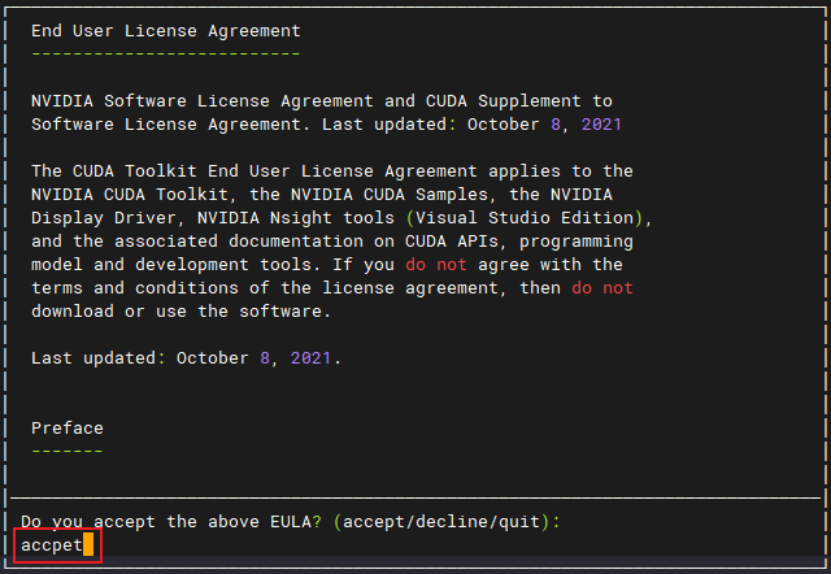 End User License Agreement
--------------------------
NVIDIA Software License Agreement and CUDA Supplement to
Software License Agreement. Last updated: October 8, 2021
The CUDA Toolkit End User License Agreement applies to the
NVIDIA CUDA Toolkit, the NVIDIA CUDA Samples, the NVIDIA
Display Driver, NVIDIA Nsight tools (Visual Studio Edition),
and the associated documentation on CUDA APIs, programming
model and development tools. If you do not agree with the
terms and conditions of the license agreement, then do not
download or use the software.
Last updated: October 8, 2021.
Preface
-------
Do you accept the above EULA? (accept/decline/quit):
accpet